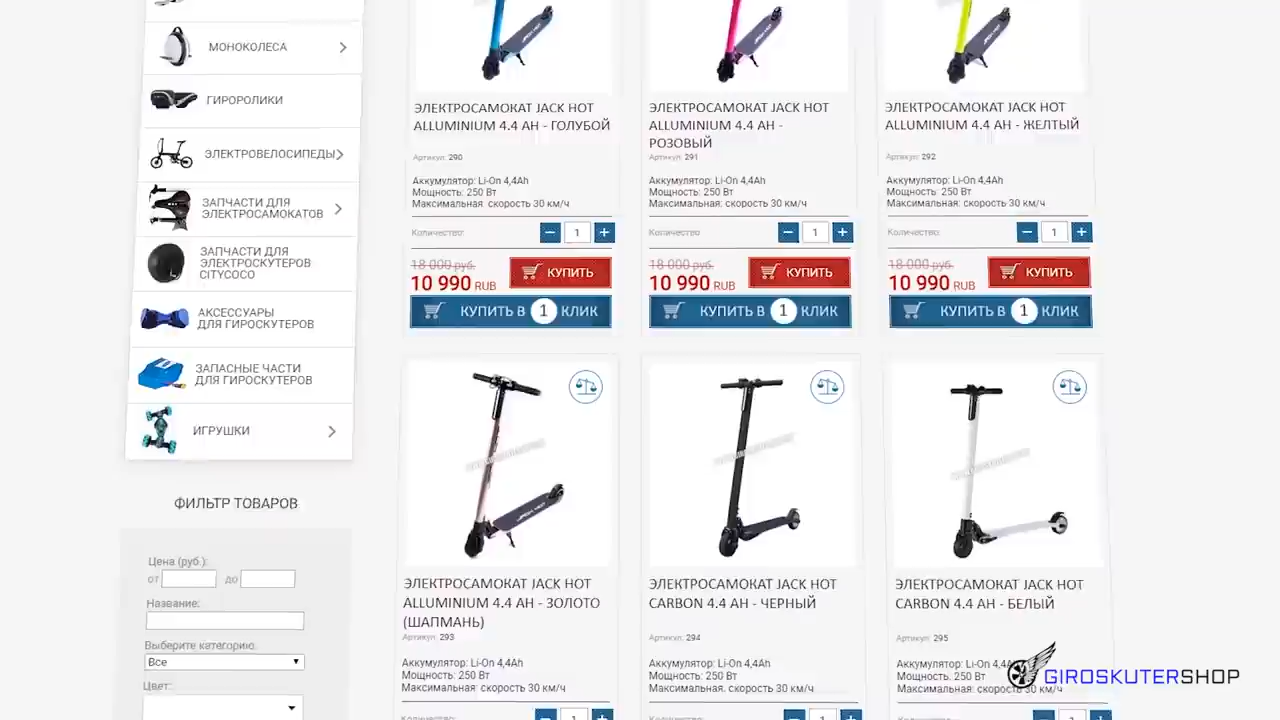 МОНОКОЛЕСА
ГИРОРОЛИКИ
ЭЛЕКТРОВЕЛОСИПЕДЫ
ЗАПЧАСТИ ДЛЯ
ЭЛЕКТРОСАМОКАТОВ
ЗАПЧАСТИ ДЛЯ
ЭЛЕКТРОСКУТЕРОВ
CITYCOCO
АКСЕССУАРЫ
ДЛЯ ГИРОСКУТЕРОВ
ЗАПАСНЫЕ ЧАСТИ
ДЛЯ ГИРОСКУТЕРОВ
ИГРУШКИ
ФИЛЬТР ТОВАРОВ
Цена (руб.):
от до
Название:
Выберите категорию:
Все
Цвет:
ЭЛЕКТРОСАМОКАТ JACK HOT
ALLUMINIUM 4.4 AH - ГОЛУБОЙ
Артикул: 290
Аккумулятор: Li-On 4,4Ah
Мощность: 250 Вт
Максимальная: скорость 30 км/ч
Количество:
− 1 +
18 000 руб.
10 990 RUB
КУПИТЬ
КУПИТЬ В 1 КЛИК
ЭЛЕКТРОСАМОКАТ JACK HOT
ALLUMINIUM 4.4 AH -
РОЗОВЫЙ
Артикул: 291
Аккумулятор: Li-On 4,4Ah
Мощность: 250 Вт
Максимальная: скорость 30 км/ч
Количество:
− 1 +
18 000 руб.
10 990 RUB
КУПИТЬ
КУПИТЬ В 1 КЛИК
ЭЛЕКТРОСАМОКАТ JACK HOT
ALLUMINIUM 4.4 AH - ЖЕЛТЫЙ
Артикул: 292
Аккумулятор: Li-On 4,4Ah
Мощность: 250 Вт
Максимальная: скорость 30 км/ч
Количество:
− 1 +
18 000 руб.
10 990 RUB
КУПИТЬ
КУПИТЬ В 1 КЛИК
ЭЛЕКТРОСАМОКАТ JACK HOT
ALLUMINIUM 4.4 AH - ЗОЛОТО
(ШАПМАНЬ)
Артикул: 293
Аккумулятор: Li-On 4,4Ah
Мощность: 250 Вт
Максимальная: скорость 30 км/ч
ЭЛЕКТРОСАМОКАТ JACK HOT
CARBON 4.4 AH - ЧЕРНЫЙ
Артикул: 294
Аккумулятор: Li-On 4,4Ah
Мощность: 250 Вт
Максимальная: скорость 30 км/ч
ЭЛЕКТРОСАМОКАТ JACK HOT
CARBON 4.4 AH - БЕЛЫЙ
Артикул: 295
Аккумулятор: Li-On 4,4Ah
Мощность: 250 Вт
Максимальная: скорость 30 км/ч
GIROSKUTERSHOP